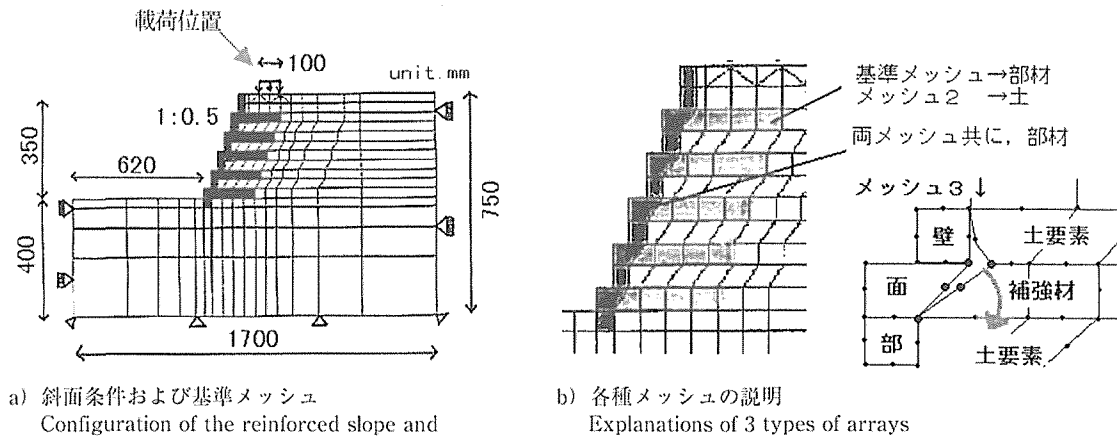 載荷位置
100
unit. mm
1:0.5
350
620
400
750
1700
a) 斜面条件および基準メッシュ
Configuration of the reinforced slope and
基準メッシュ→部材
メッシュ2 →土
両メッシュ共に,部材
メッシュ3
壁
土要素
面
補強材
部
土要素
b) 各種メッシュの説明
Explanations of 3 types of arrays